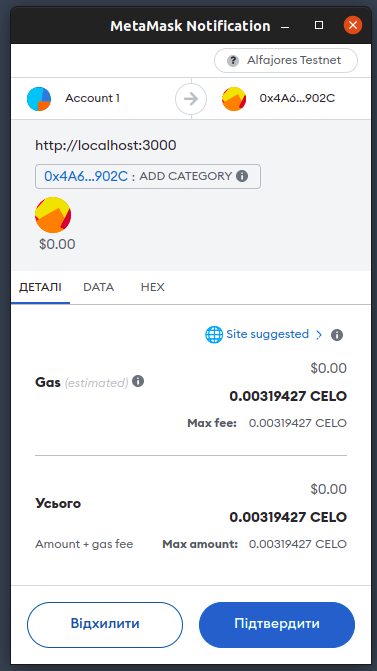 MetaMask Notification
Alfajores Testnet
Account 1 0x4A6...902C
http://localhost:3000
0x4A6...902C : ADD CATEGORY
$0.00
ДЕТАЛІ DATA HEX
Site suggested >
$0.00
Gas (estimated) 0.00319427 CELO
Max fee: 0.00319427 CELO
$0.00
Усього 0.00319427 CELO
Amount + gas fee Max amount: 0.00319427 CELO
Відхилити Підтвердити